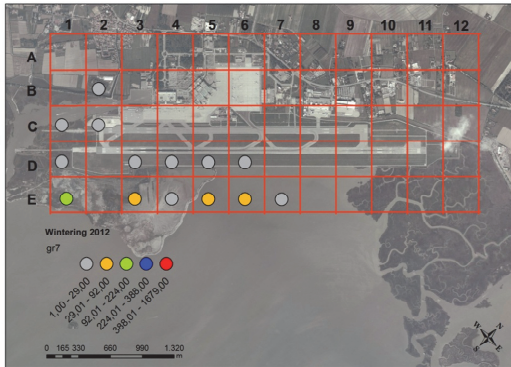 1 2 3 4 5 6 7 8 9 10 11 12
A
B
C
D
E
Wintering 2012
gr7
1,00 - 29,00
29,01 - 92,00
92,01 - 224,00
224,01 - 388,00
388,01 - 1679,00
0 165 330 660 990 1.320
m
N
W
E
S